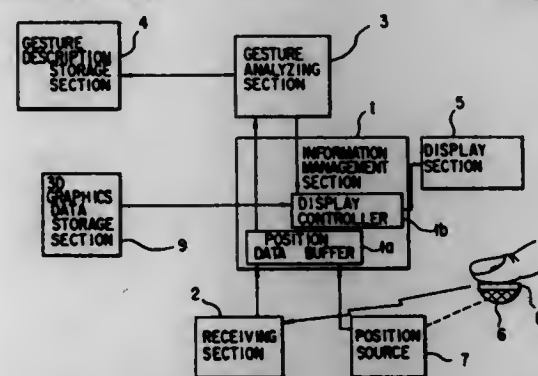 4
GESTURE
DESCRIPTION
STORAGE
SECTION
3
GESTURE
ANALYZING
SECTION
1
INFORMATION
MANAGEMENT
SECTION
5
DISPLAY
SECTION
3D
GRAPHICS
DATA
STORAGE
SECTION
9
DISPLAY
CONTROLLER
1b
POSITION
DATA BUFFER
1a
2
RECEIVING
SECTION
POSITION
SOURCE
7
6
8